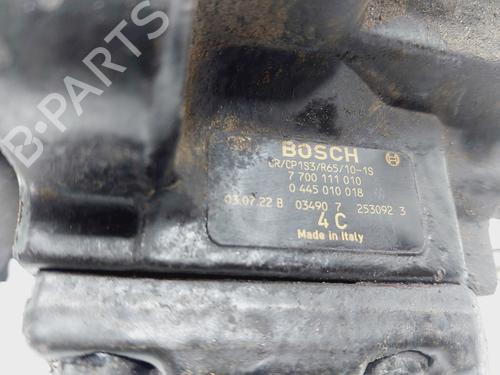 BOSCH
CR/CP1S3/R65/10-1S
7 700 111 010
0 445 010 018
03.07.22 B 03490 7 253092 3
4 C
Made in Italy
B-PARTS